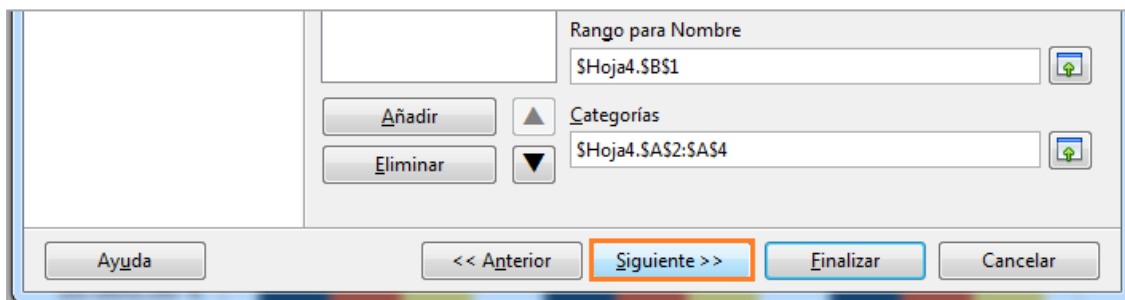 Rango para Nombre
$Hoja4.$B$1
Añadir
Categorías
$Hoja4.$A$2:$A$4
Eliminar
Ayuda
<< Anterior
Siguiente >>
Finalizar
Cancelar